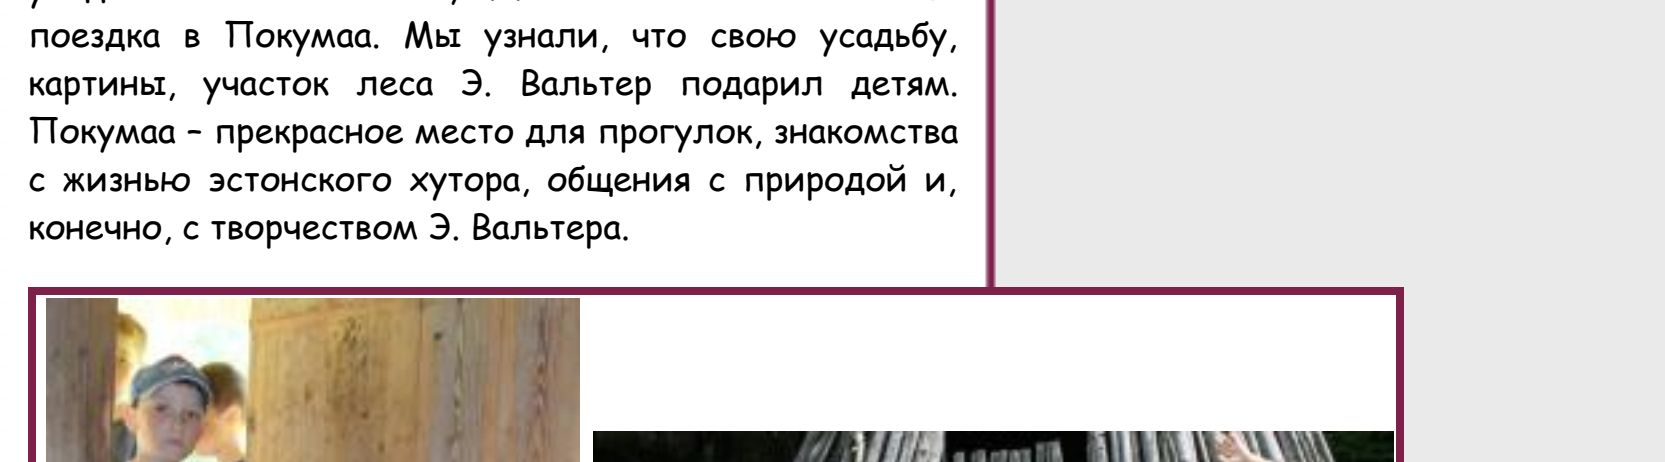 поездка в Покумаа. Мы узнали, что свою усадьбу,
картины, участок леса Э. Вальтер подарил детям.
Покумаа – прекрасное место для прогулок, знакомства
с жизнью эстонского хутора, общения с природой и,
конечно, с творчеством Э. Вальтера.